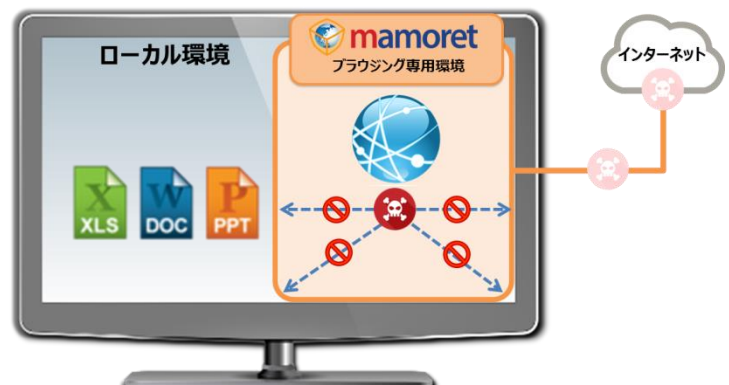 ローカル環境
mamoret
ブラウジング専用環境
インターネット
X
XLS
W
DOC
P
PPT